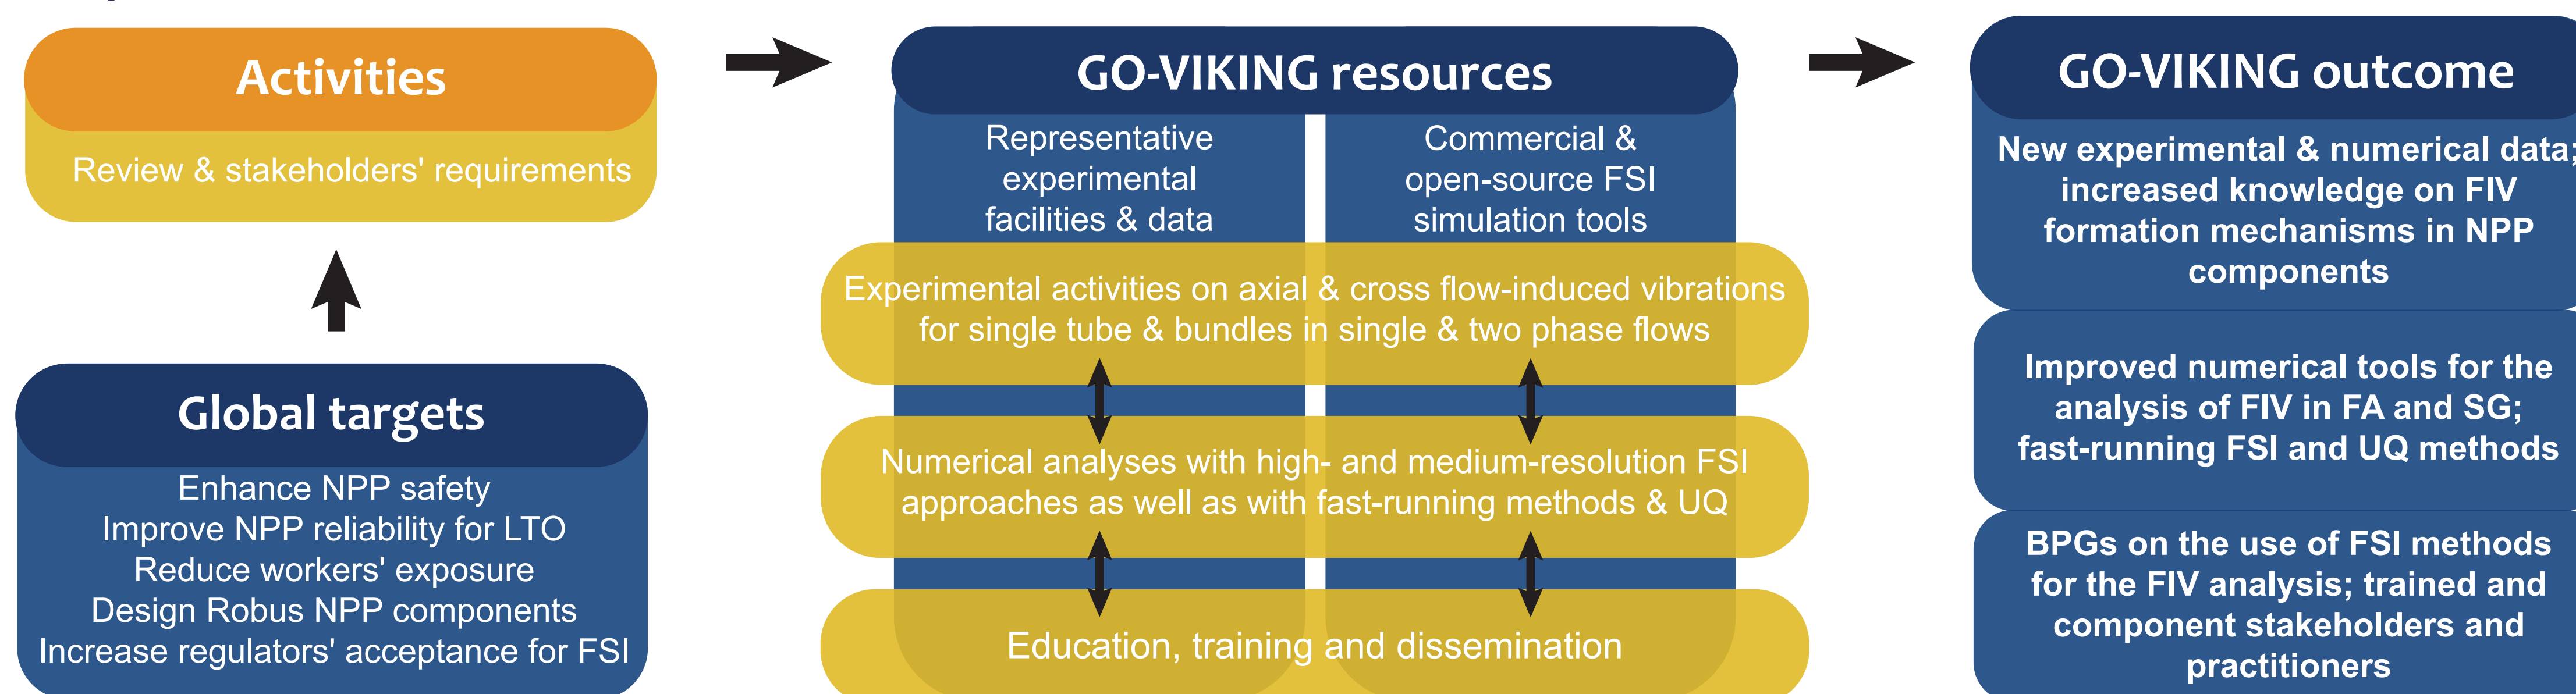 Activities
Review & stakeholders' requirements
Global targets
Enhance NPP safety
Improve NPP reliability for LTO
Reduce workers' exposure
Design Robus NPP components
Increase regulators' acceptance for FSI
GO-VIKING resources
Representative
experimental
facilities & data
Commercial &
open-source FSI
simulation tools
Experimental activities on axial & cross flow-induced vibrations
for single tube & bundles in single & two phase flows
Numerical analyses with high- and medium-resolution FSI
approaches as well as with fast-running methods & UQ
Education, training and dissemination
GO-VIKING outcome
New experimental & numerical data;
increased knowledge on FIV
formation mechanisms in NPP
components
Improved numerical tools for the
analysis of FIV in FA and SG;
fast-running FSI and UQ methods
BPGs on the use of FSI methods
for the FIV analysis; trained and
component stakeholders and
practitioners